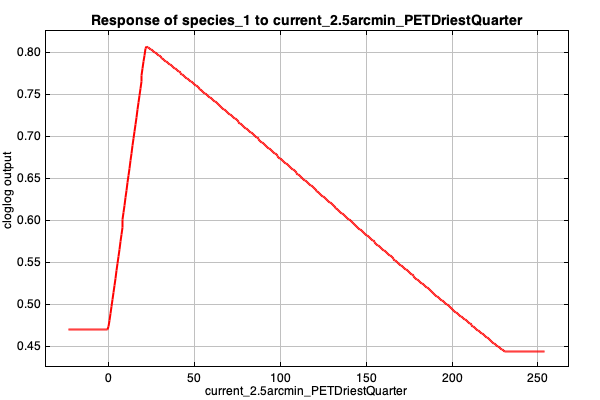 Response of species_1 to current_2.5arcmin_PETDriestQuarter
0.80
0.75
0.70
0.65
0.60
0.55
0.50
0.45
cloglog output
0 50 100 150 200 250
current_2.5arcmin_PETDriestQuarter